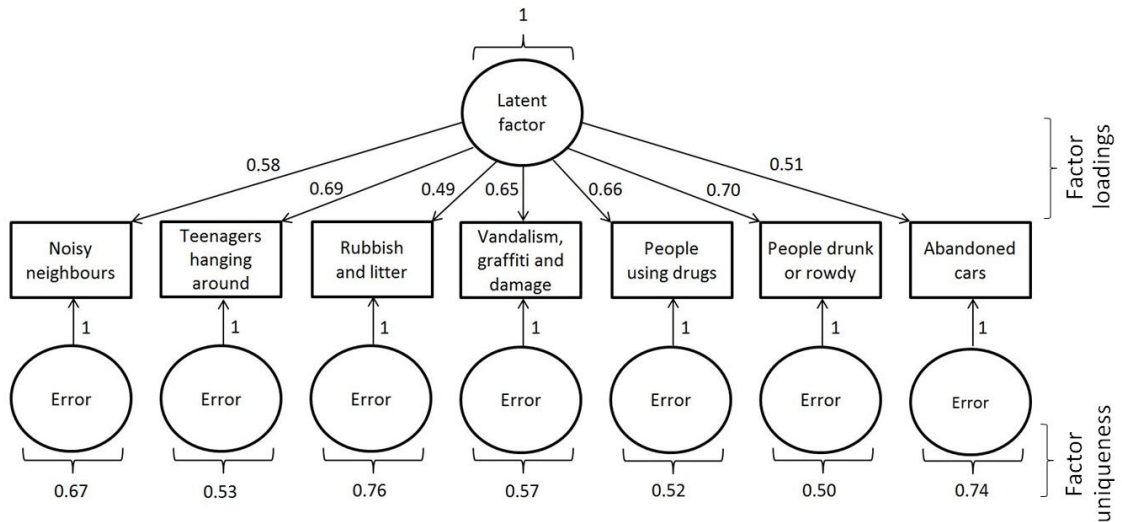 1
Latent
factor
Factor
loadings
0.58
0.69
0.49
0.65
0.66
0.70
0.51
Noisy
neighbours
Teenagers
hanging
around
Rubbish
and litter
Vandalism,
graffiti and
damage
People
using drugs
People drunk
or rowdy
Abandoned
cars
1
1
1
1
1
1
1
Error
Error
Error
Error
Error
Error
Error
Factor
uniqueness
0.67
0.53
0.76
0.57
0.52
0.50
0.74